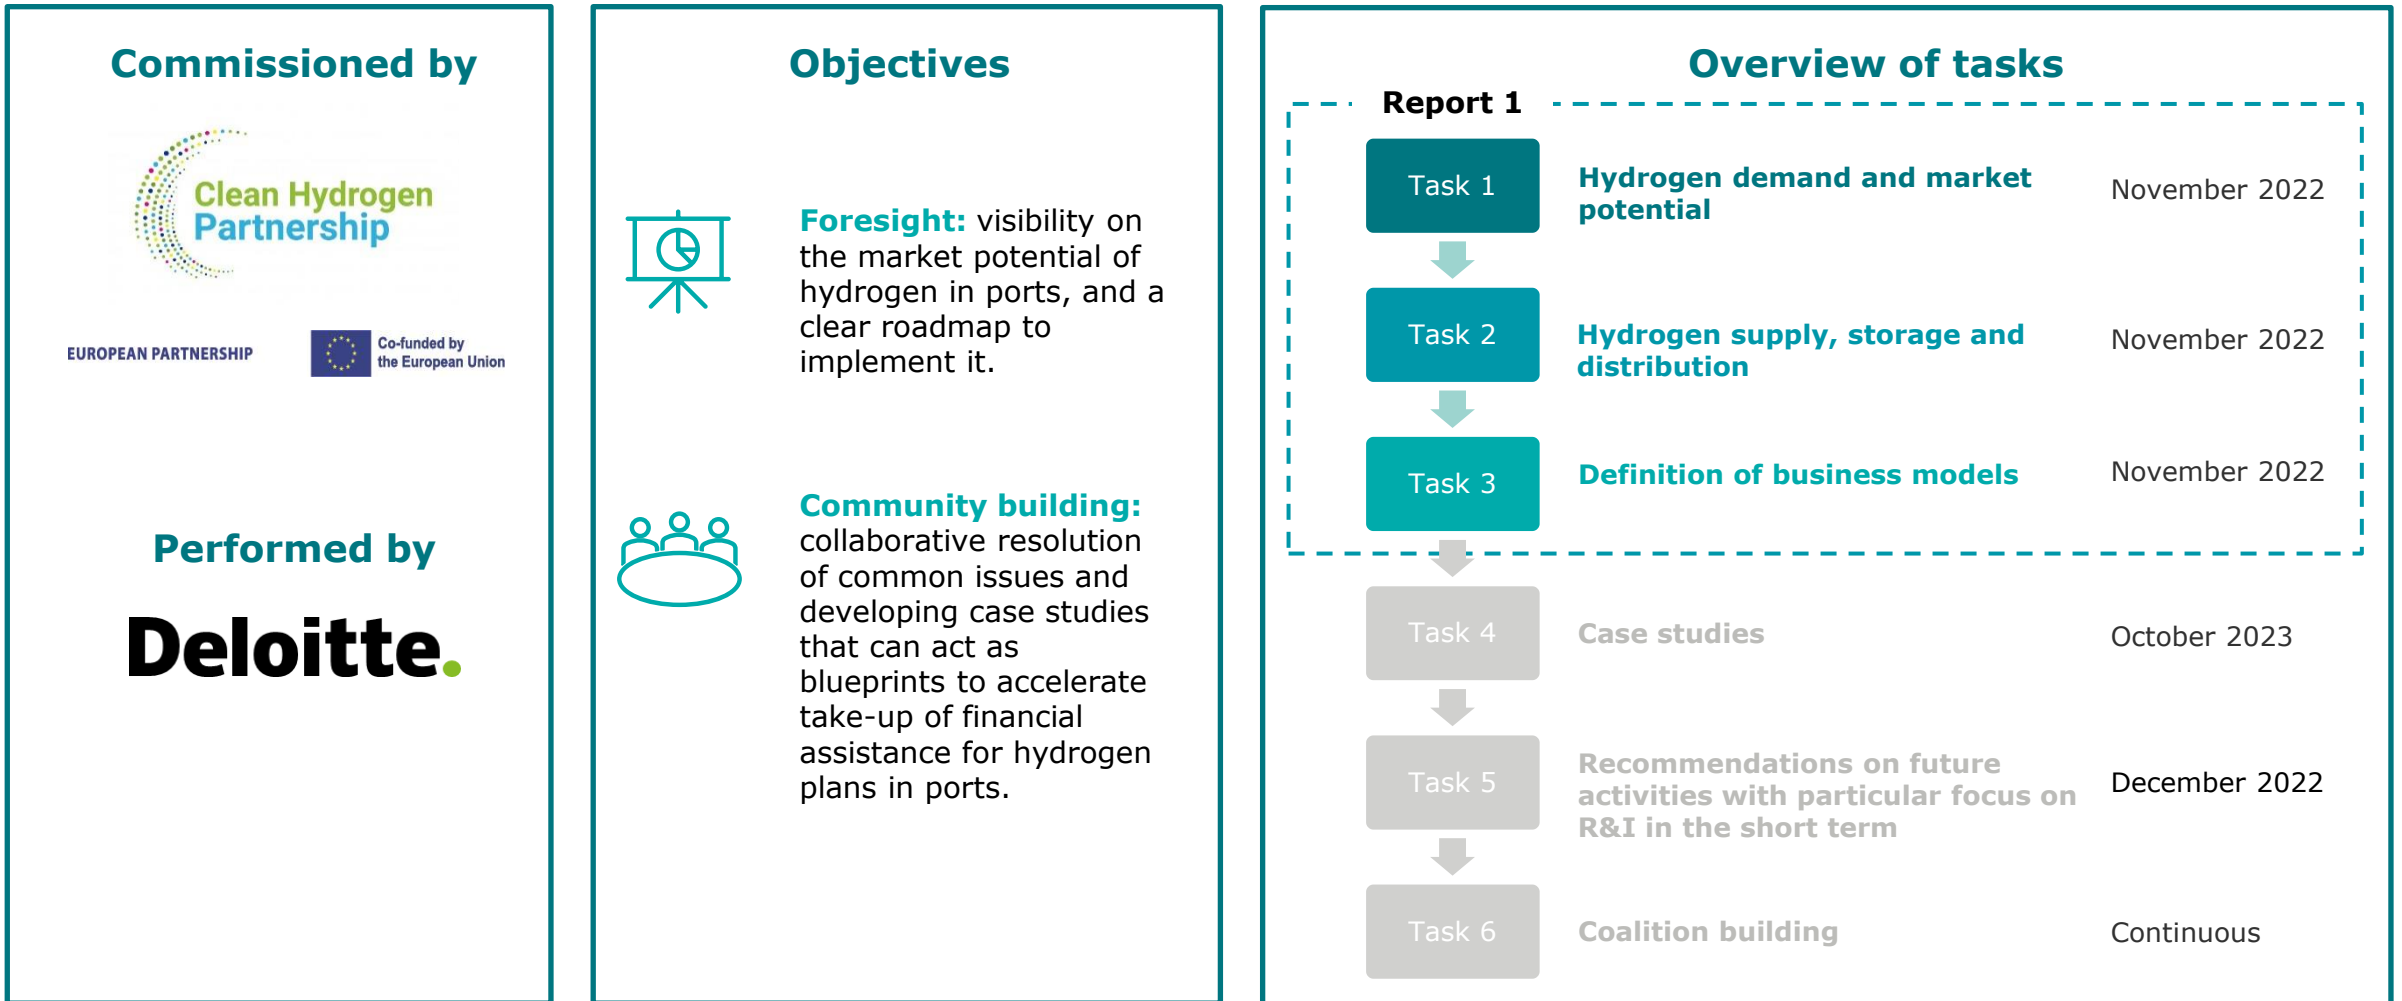 Commissioned by
Clean Hydrogen
Partnership
EUROPEAN PARTNERSHIP
Co-funded by
the European Union
Performed by
Deloitte.
Objectives
Foresight: visibility on
the market potential of
hydrogen in ports, and a
clear roadmap to
implement it.
Community building:
collaborative resolution
of common issues and
developing case studies
that can act as
blueprints to accelerate
take-up of financial
assistance for hydrogen
plans in ports.
Overview of tasks
Report 1
Task 1
Hydrogen demand and market
potential
November 2022
Task 2
Hydrogen supply, storage and
distribution
November 2022
Task 3
Definition of business models
November 2022
Task 4
Case studies
October 2023
Task 5
Recommendations on future
activities with particular focus on
R&I in the short term
December 2022
Task 6
Coalition building
Continuous